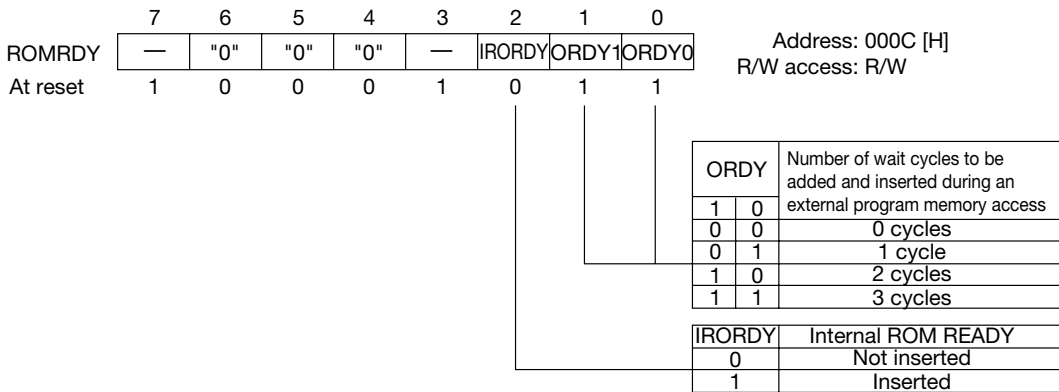 7 6 5 4 3 2 1 0
ROMRDY — "0" "0" "0" — IRORDY ORDY1 ORDY0
Address: 000C [H]
R/W access: R/W
At reset 1 0 0 0 1 0 1 1
ORDY Number of wait cycles to be
added and inserted during an
1 0 external program memory access
0 0 0 cycles
0 1 1 cycle
1 0 2 cycles
1 1 3 cycles
IRORDY Internal ROM READY
0 Not inserted
1 Inserted